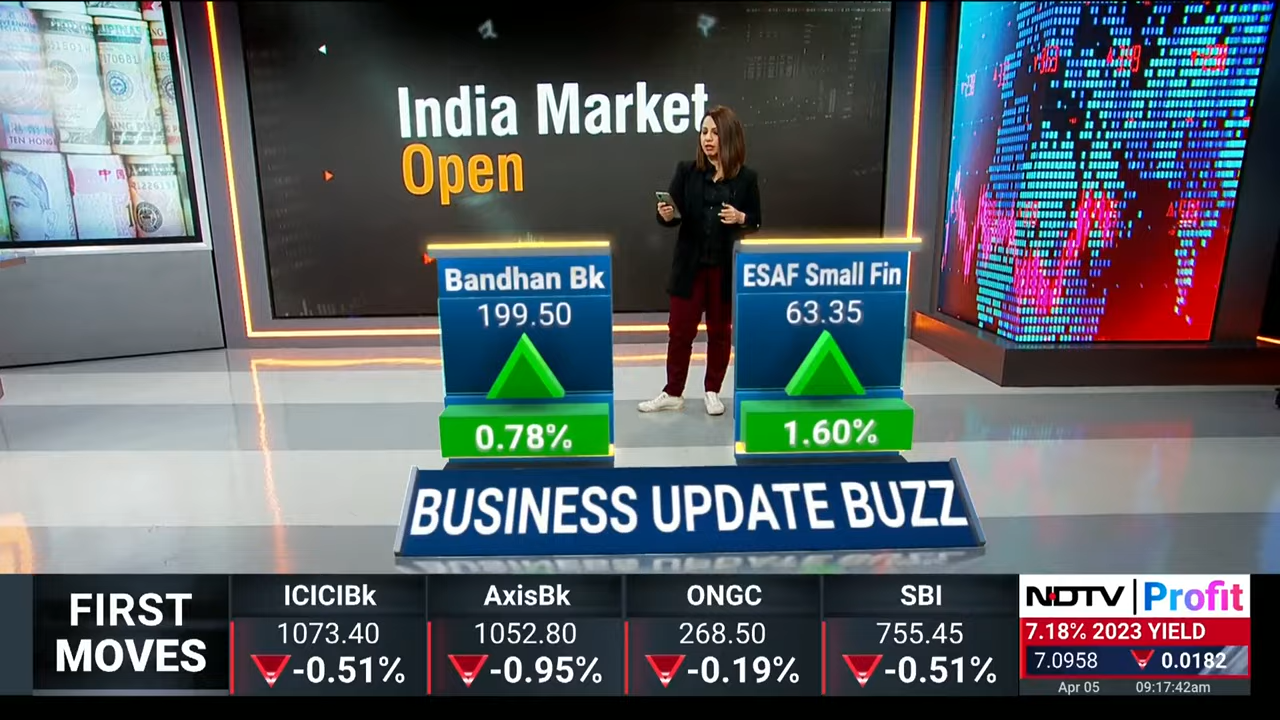 India Market
Open
Bandhan Bk
199.50
0.78%
ESAF Small Fin
63.35
1.60%
BUSINESS UPDATE BUZZ
FIRST
MOVES
ICICIBk
1073.40
-0.51%
AxisBk
1052.80
-0.95%
ONGC
268.50
-0.19%
SBI
755.45
-0.51%
NDTV Profit
7.18% 2023 YIELD
7.0958 0.0182
Apr 05 09:17:42am